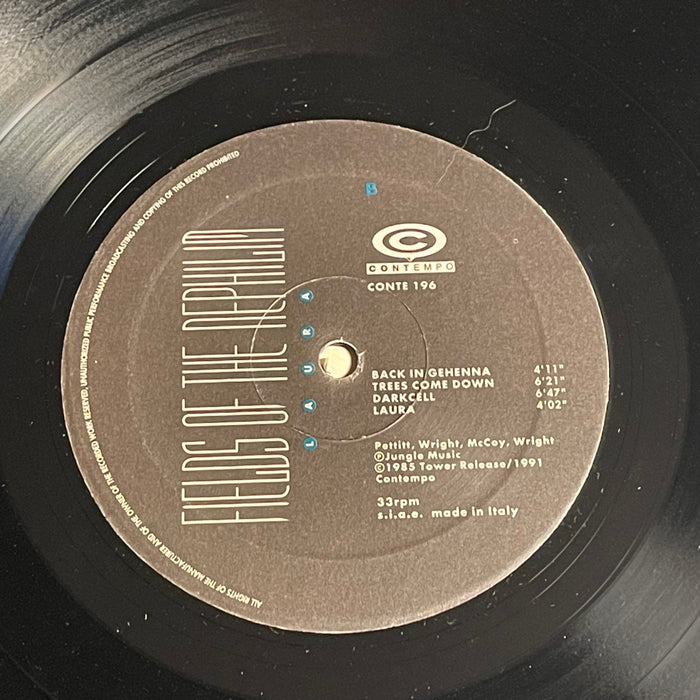 ALL RIGHTS OF THE MANUFACTURER AND OF THE OWNER OF THE RECORDED WORK RESERVED, UNAUTHORIZED PUBLIC PERFORMANCE BROADCASTING AND COPYING OF THIS RECORD PROHIBITED
FIELDS OF THE NEPHILIM
LAURA
C
CONTEMPO
CONTE 196
BACK IN GEHENNA 4'11"
TREES COME DOWN 6'21"
DARKCELL 6'47"
LAURA 4'02"
Pettitt, Wright, McCoy, Wright
ⓅJungle Music
©1985 Tower Release/1991
Contempo
33rpm
s.i.a.e. made in Italy